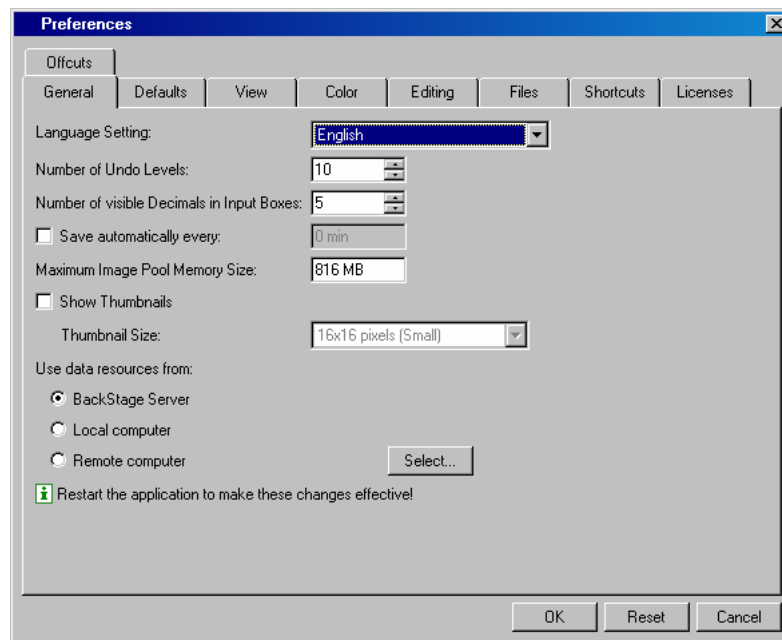 Preferences
Offcuts
General Defaults View Color Editing Files Shortcuts Licenses
Language Setting: English
Number of Undo Levels: 10
Number of visible Decimals in Input Boxes: 5
Save automatically every: 0 min
Maximum Image Pool Memory Size: 816 MB
Show Thumbnails
Thumbnail Size: 16x16 pixels (Small)
Use data resources from:
BackStage Server
Local computer
Remote computer Select...
Restart the application to make these changes effective!
OK Reset Cancel